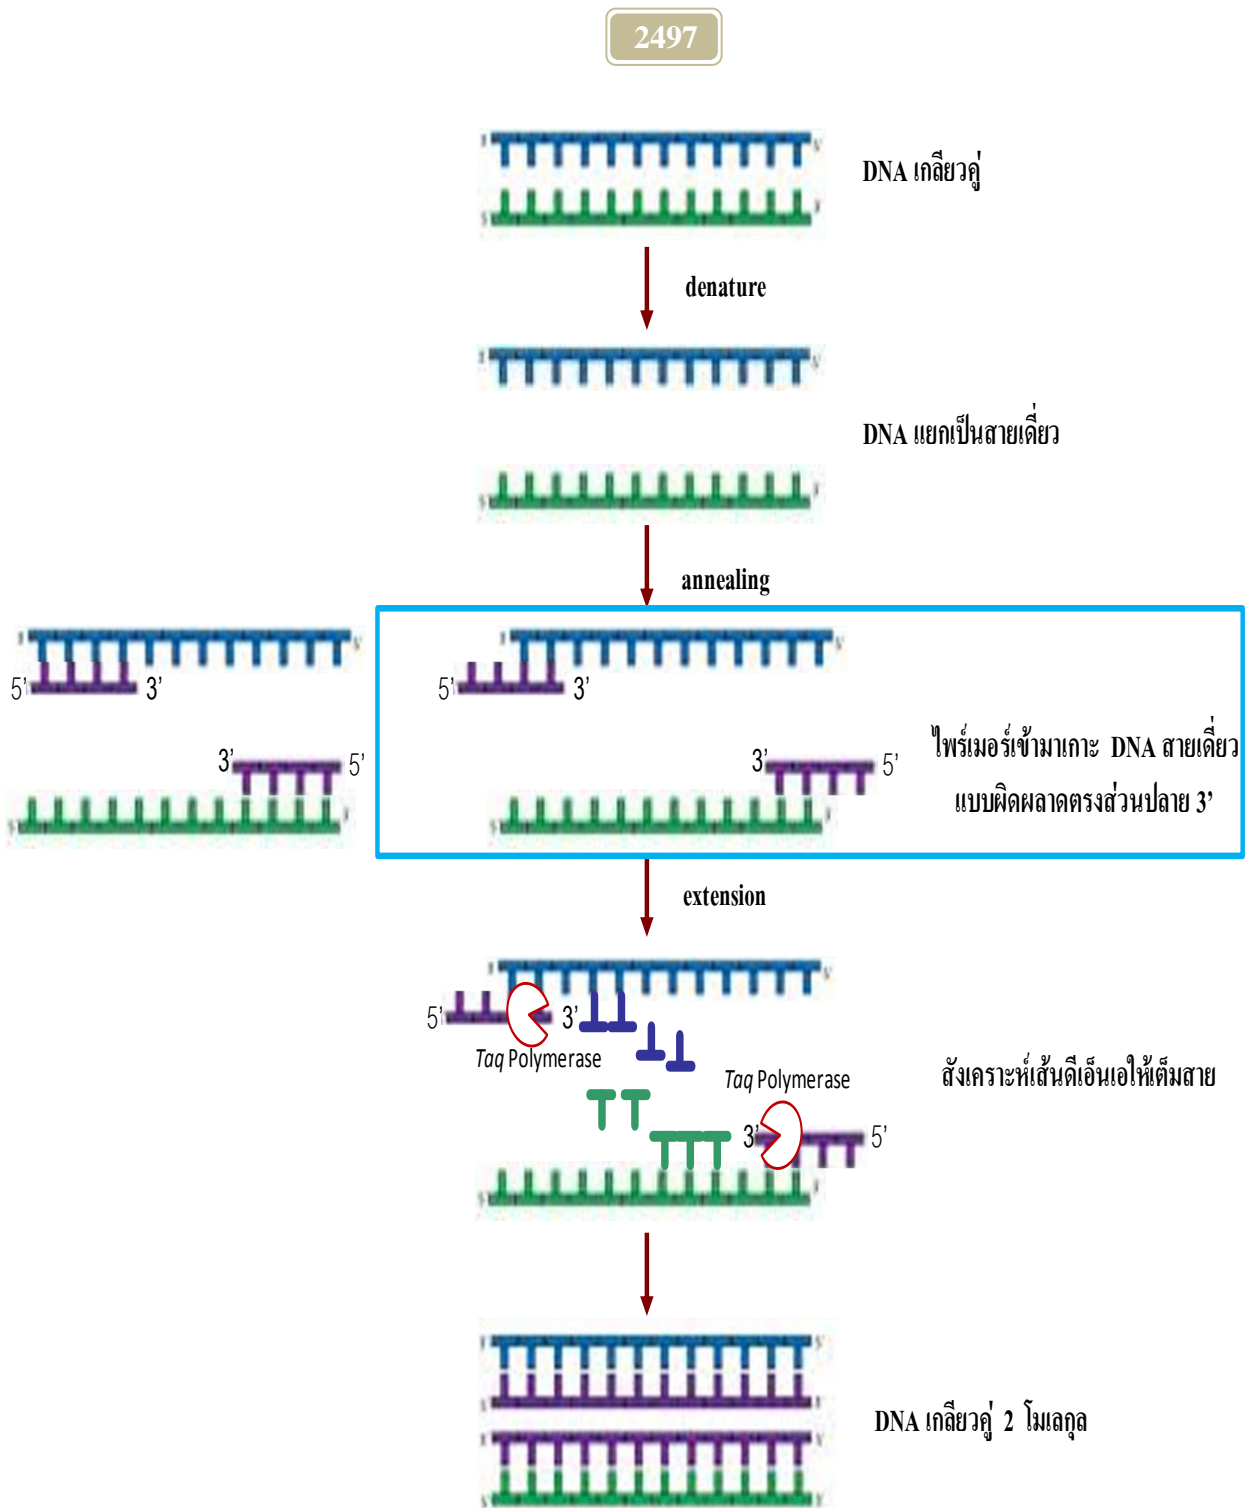 2497
DNA เกลียวคู่
denature
DNA แยกเป็นสายเดี่ยว
annealing
5’ 3’
3’ 5’
5’ 3’
3’ 5’
ไพร์เมอร์เข้ามาเกาะ DNA สายเดี่ยว
แบบผิดผลาดตรงส่วนปลาย 3’
extension
5’ 3’
Taq Polymerase
Taq Polymerase
3’ 5’
สังเคราะห์เส้นดีเอ็นเอให้เต็มสาย
DNA เกลียวคู่ 2 โมเลกุล